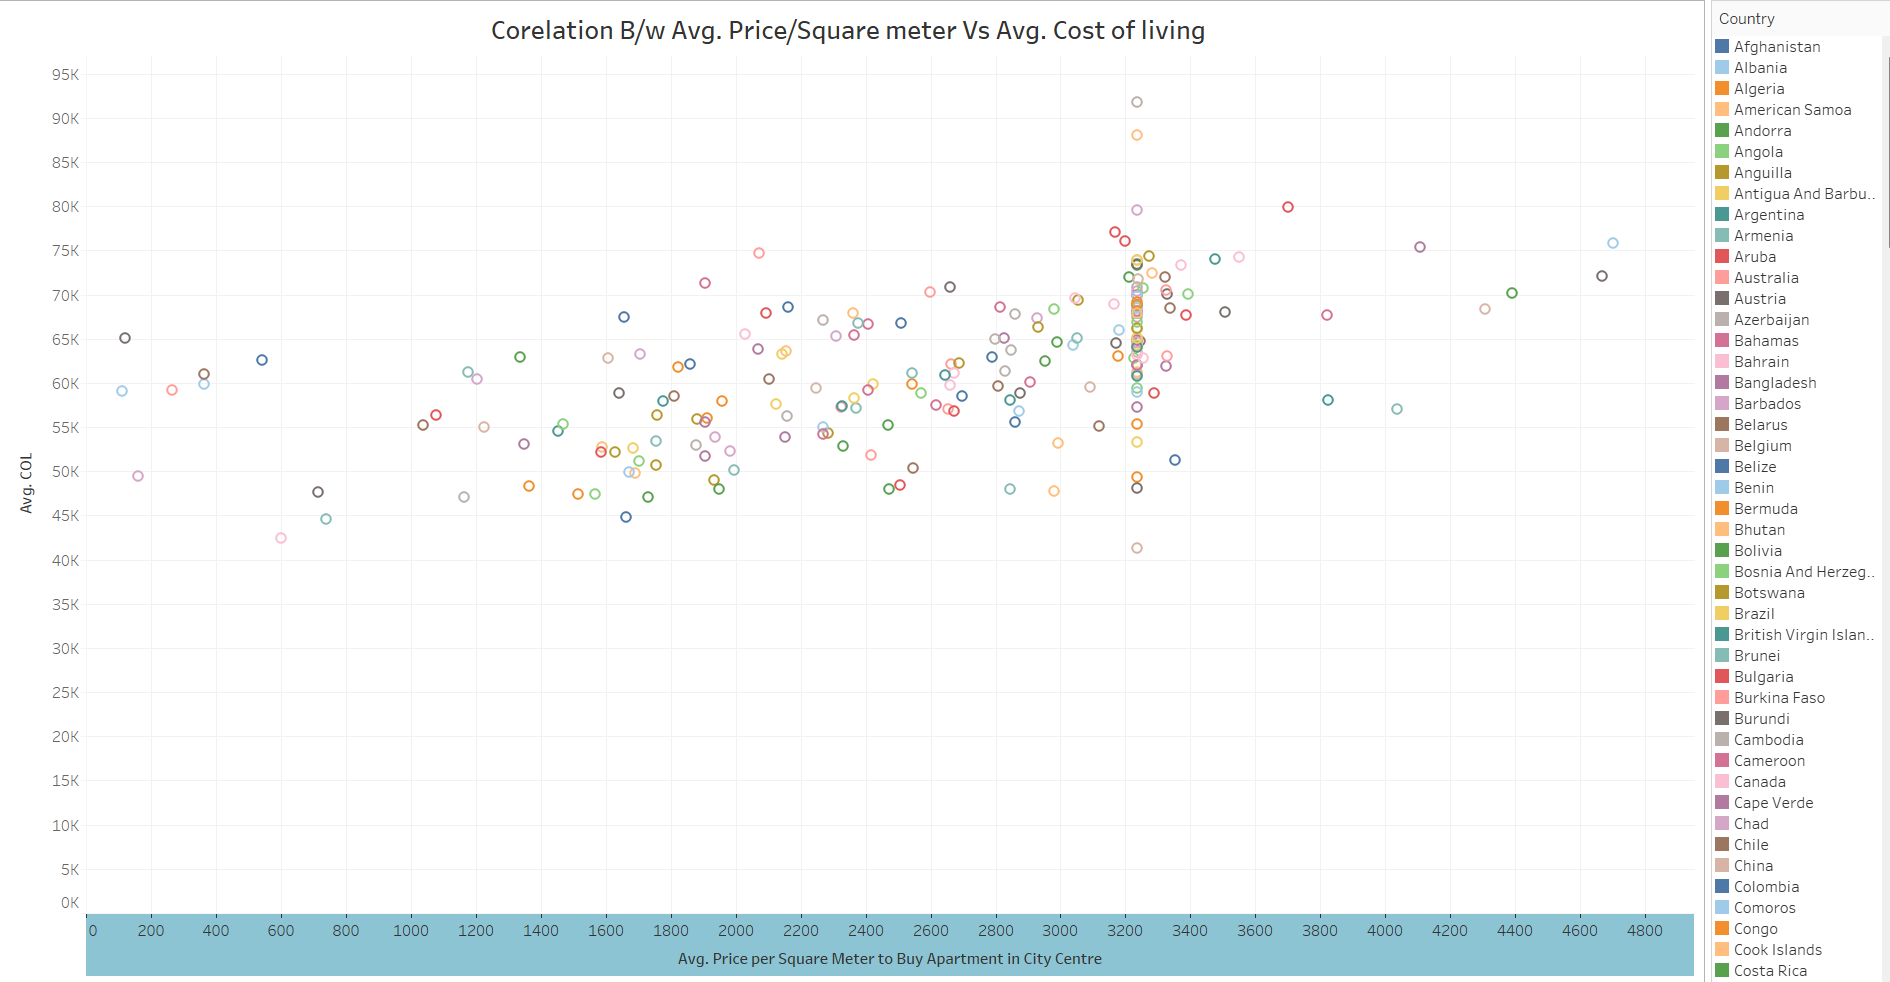 Corelation B/w Avg. Price/Square meter Vs Avg. Cost of living
95K
90K
85K
80K
75K
70K
65K
60K
55K
50K
45K
40K
35K
30K
25K
20K
15K
10K
5K
0K
Avg. COL
0 200 400 600 800 1000 1200 1400 1600 1800 2000 2200 2400 2600 2800 3000 3200 3400 3600 3800 4000 4200 4400 4600 4800
Avg. Price per Square Meter to Buy Apartment in City Centre
Country
Afghanistan
Albania
Algeria
American Samoa
Andorra
Angola
Anguilla
Antigua And Barbu..
Argentina
Armenia
Aruba
Australia
Austria
Azerbaijan
Bahamas
Bahrain
Bangladesh
Barbados
Belarus
Belgium
Belize
Benin
Bermuda
Bhutan
Bolivia
Bosnia And Herzeg..
Botswana
Brazil
British Virgin Islan..
Brunei
Bulgaria
Burkina Faso
Burundi
Cambodia
Cameroon
Canada
Cape Verde
Chad
Chile
China
Colombia
Comoros
Congo
Cook Islands
Costa Rica